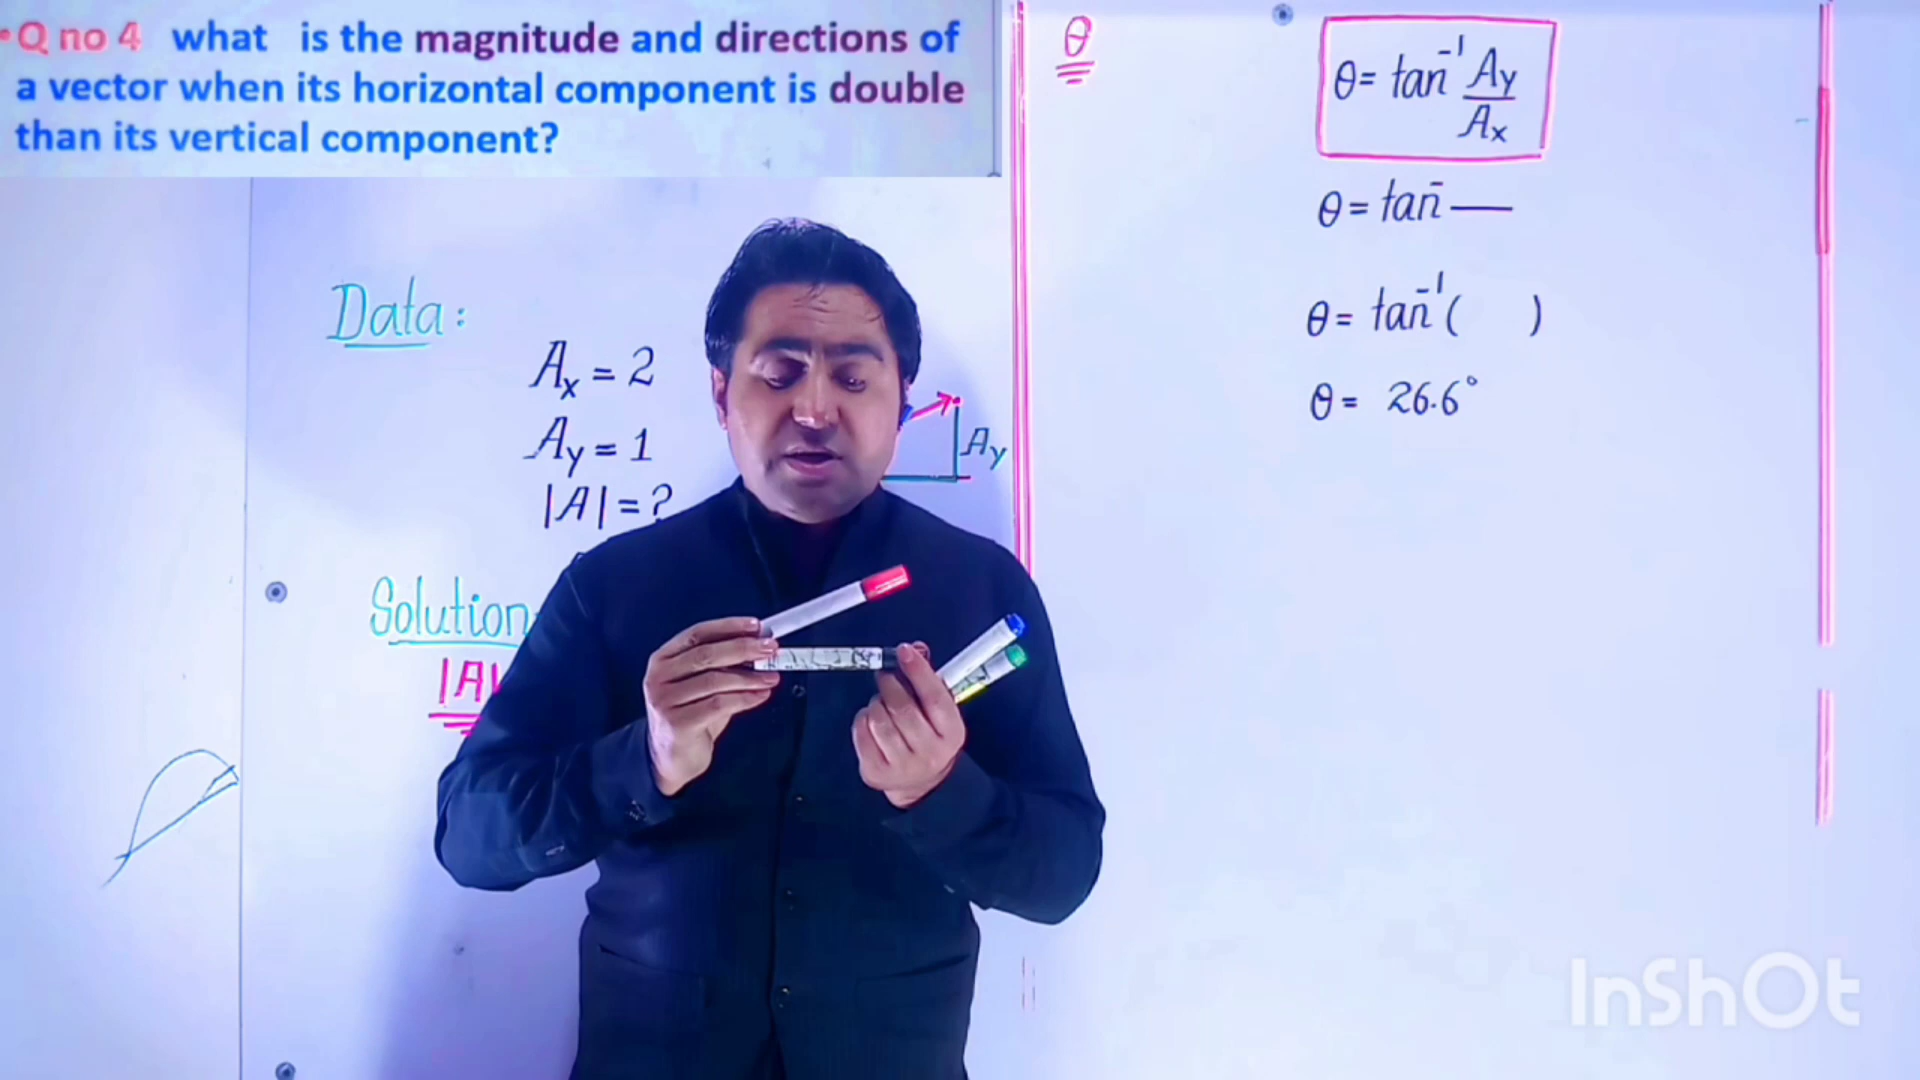 Q no 4 what is the magnitude and directions of
a vector when its horizontal component is double
than its vertical component?
Data:
Ax = 2
Ay = 1
|A| = ?
Ay
Solution
|A|
θ
θ = tan⁻¹ Ay/Ax
θ = tan⁻ —
θ = tan⁻¹( )
θ = 26.6°
InShOt